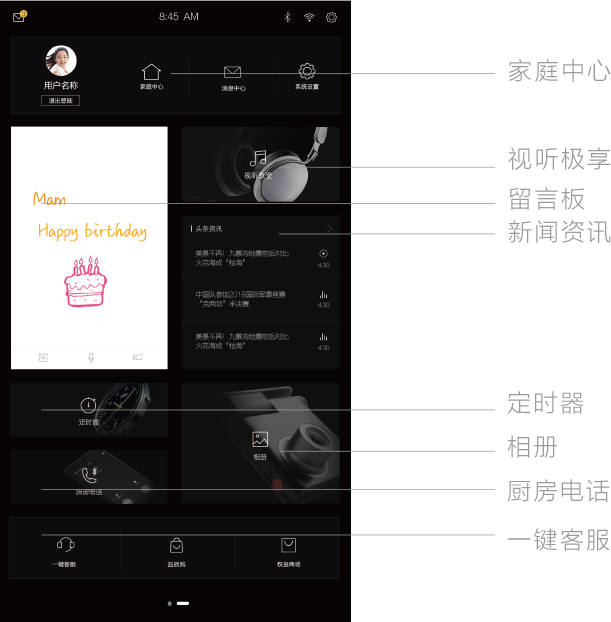 8:45 AM
用户名称
退出登陆
家庭中心
消息中心
系统设置
家庭中心
Mam
Happy birthday
视听享受
视听极享
留言板
头条资讯
新闻资讯
美景不再！九寨沟地震前后对比
火花海成“枯海”
4:30
中国队参加2018国际军事竞赛
“克两项”半决赛
4:30
美景不再！九寨沟地震前后对比
火花海成“枯海”
4:30
定时器
定时器
相册
相册
厨房电话
厨房电话
一键客服
品质购
权益商场
一键客服